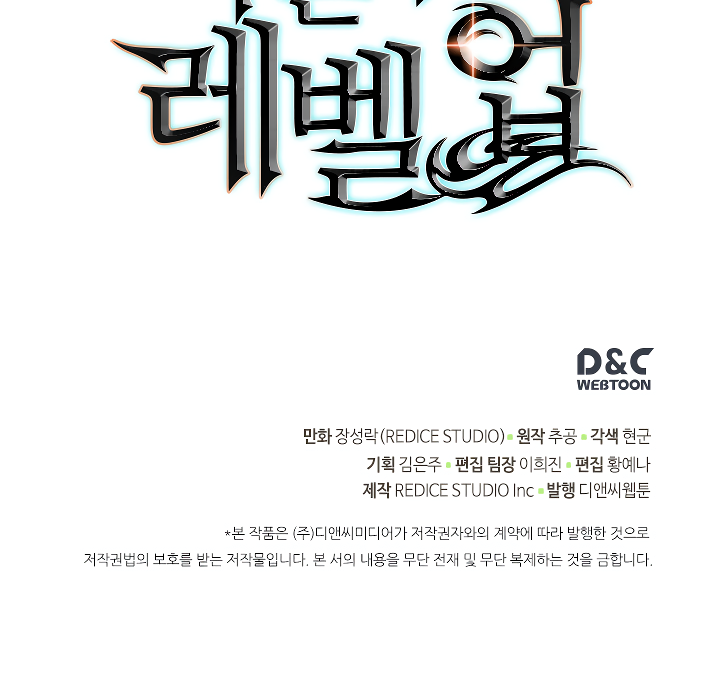 레벨업
D&C
WEBTOON
만화 장성락(REDICE STUDIO) • 원작 추공 • 각색 현군
기획 김은주 • 편집 팀장 이희진 • 편집 황예나
제작 REDICE STUDIO Inc • 발행 디앤씨웹툰
*본 작품은 (주)디앤씨미디어가 저작권자와의 계약에 따라 발행한 것으로
저작권법의 보호를 받는 저작물입니다. 본 서의 내용을 무단 전재 및 무단 복제하는 것을 금합니다.